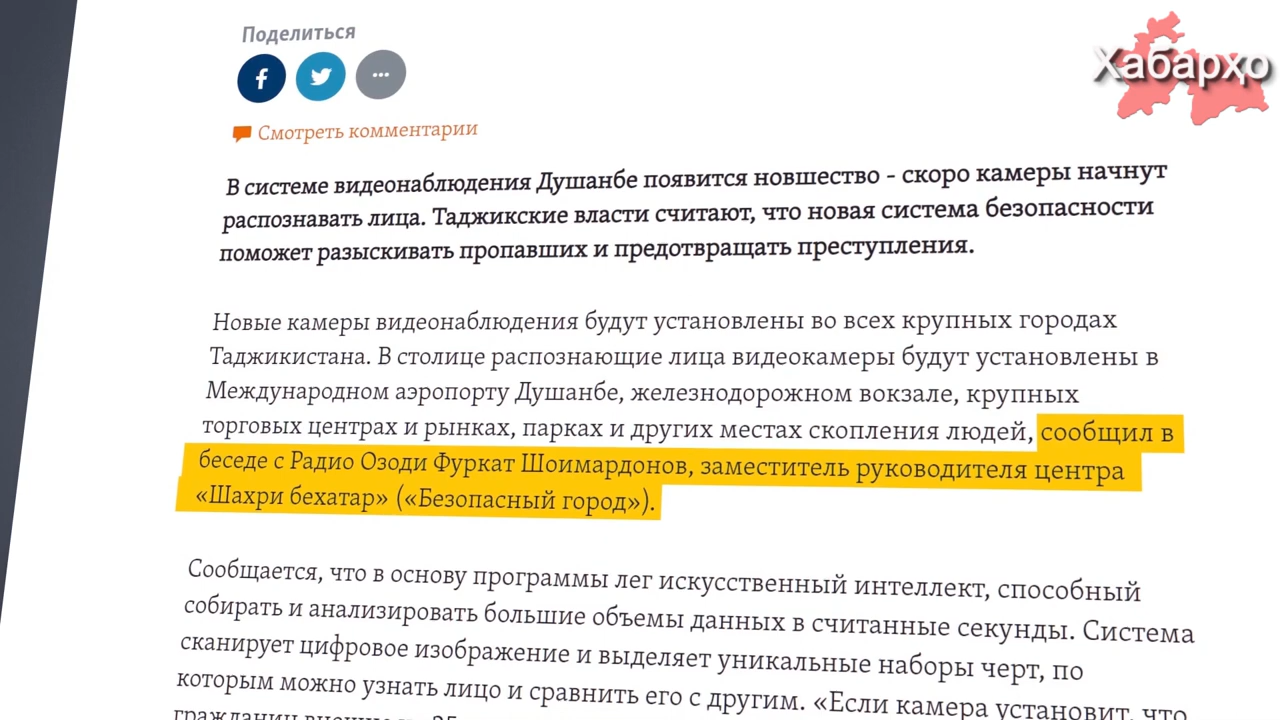 Поделиться
Хабарҳо
Смотреть комментарии
В системе видеонаблюдения Душанбе появится новшество - скоро камеры начнут
распознавать лица. Таджикские власти считают, что новая система безопасности
поможет разыскивать пропавших и предотвращать преступления.
Новые камеры видеонаблюдения будут установлены во всех крупных городах
Таджикистана. В столице распознающие лица видеокамеры будут установлены в
Международном аэропорту Душанбе, железнодорожном вокзале, крупных
торговых центрах и рынках, парках и других местах скопления людей, сообщил в
беседе с Радио Озоди Фуркат Шоимардонов, заместитель руководителя центра
«Шахри бехатар» («Безопасный город»).
Сообщается, что в основу программы лег искусственный интеллект, способный
собирать и анализировать большие объемы данных в считанные секунды. Система
сканирует цифровое изображение и выделяет уникальные наборы черт, по
которым можно узнать лицо и сравнить его с другим. «Если камера установит, что